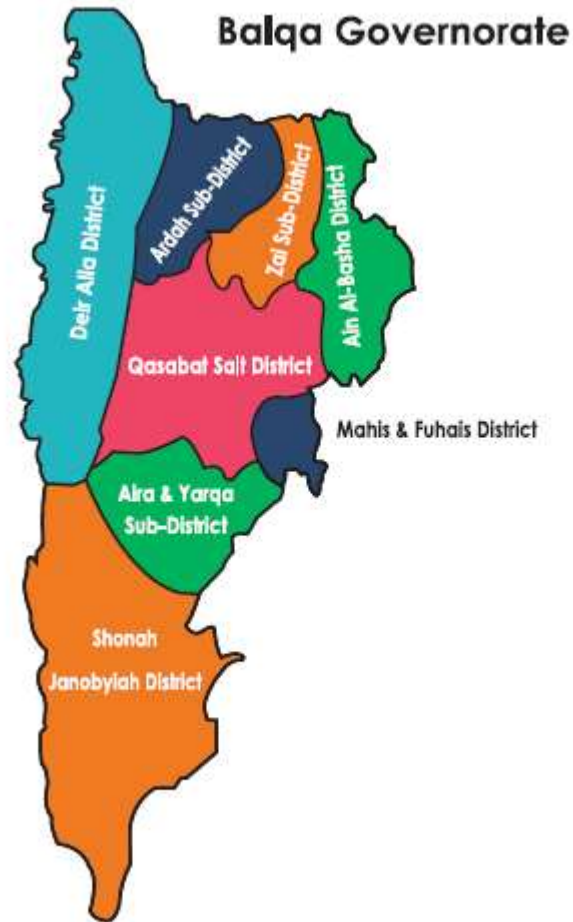 Balqa Governorate
Deir Alla District
Ardah Sub-District
Zai Sub-District
Ain Al-Basha District
Qasabat Salt District
Mahis & Fuhais District
Aira & Yarqa
Sub-District
Shonah
Janobyiah District